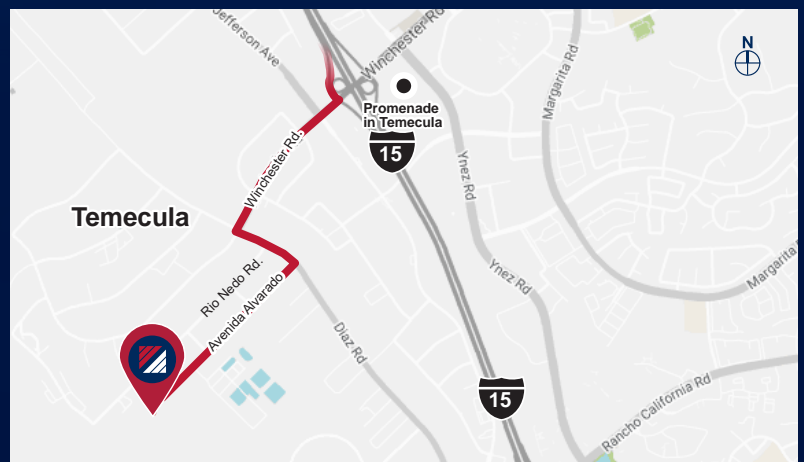 Jefferson Ave
Winchester Rd
N
Margarita Rd
Promenade
in Temecula
15
Winchester Rd.
Ynez Rd
Temecula
Rio Nedo Rd.
Ynez Rd
Margarita Rd
Avenida Alvarado
Diaz Rd
15
Rancho California Rd